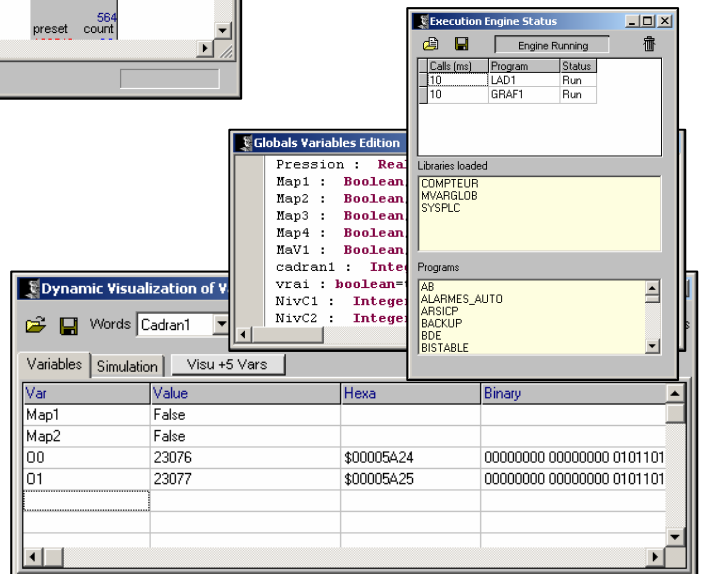 564
preset count
Execution Engine Status
Engine Running
Calls (ms) Program Status
10 LAD1 Run
10 GRAF1 Run
Libraries loaded
COMPTEUR
MVARGLOB
SYSPLC
Programs
AB
ALARMES_AUTO
ARSICP
BACKUP
BDE
BISTABLE
Globals Variables Edition
Pression : Real
Map1 : Boolean
Map2 : Boolean
Map3 : Boolean
Map4 : Boolean
MaV1 : Boolean
cadran1 : Inte
vrai : boolean=
NivC1 : Integer
NivC2 : Intege
Dynamic Visualization of
Words Cadran1
Variables Simulation Visu +5 Vars
Var Value Hexa Binary
Map1 False
Map2 False
O0 23076 $00005A24 00000000 00000000 0101101
O1 23077 $00005A25 00000000 00000000 0101101